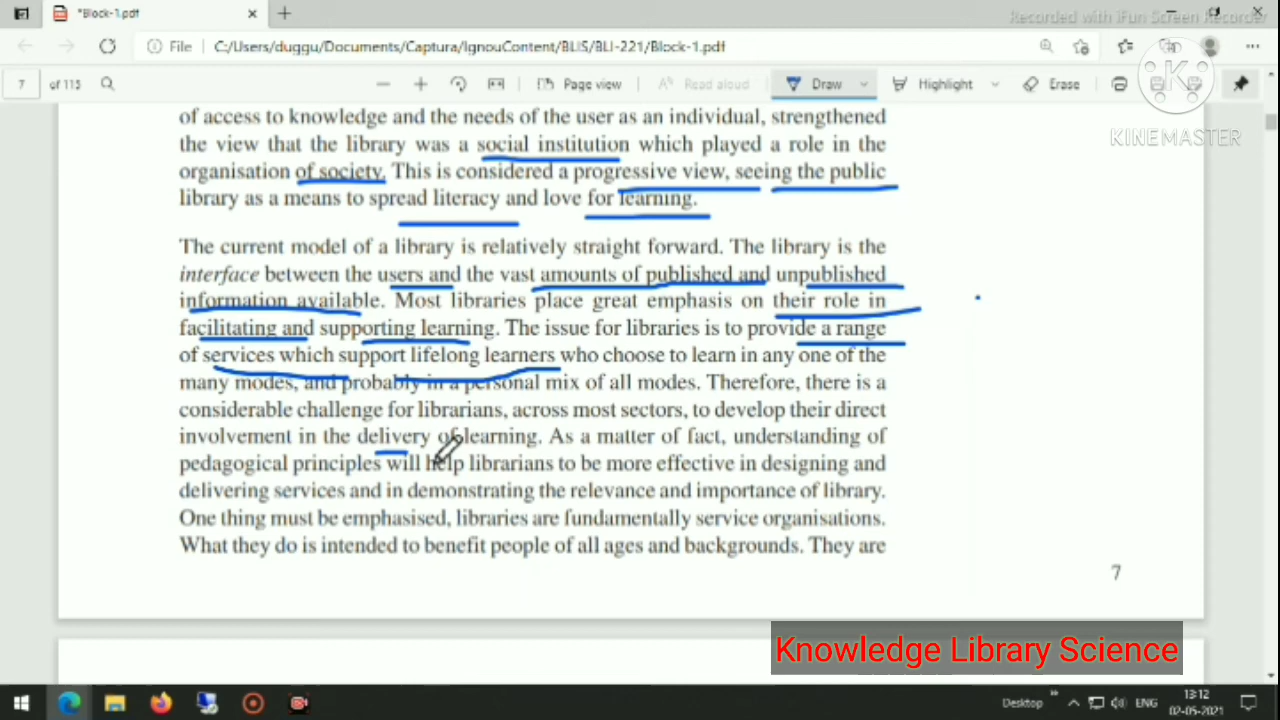 *Block-1.pdf
Recorded with iFun Screen Recorder
File C:/Users/duggu/Documents/Captura/IgnouContent/BLIS/BLI-221/Block-1.pdf
7 of 115 Page view Read aloud Draw Highlight Erase
KINEMASTER
of access to knowledge and the needs of the user as an individual, strengthened
the view that the library was a social institution which played a role in the
organisation of society. This is considered a progressive view, seeing the public
library as a means to spread literacy and love for learning.
The current model of a library is relatively straight forward. The library is the
interface between the users and the vast amounts of published and unpublished
information available. Most libraries place great emphasis on their role in
facilitating and supporting learning. The issue for libraries is to provide a range
of services which support lifelong learners who choose to learn in any one of the
many modes, and probably in a personal mix of all modes. Therefore, there is a
considerable challenge for librarians, across most sectors, to develop their direct
involvement in the delivery of learning. As a matter of fact, understanding of
pedagogical principles will help librarians to be more effective in designing and
delivering services and in demonstrating the relevance and importance of library.
One thing must be emphasised, libraries are fundamentally service organisations.
What they do is intended to benefit people of all ages and backgrounds. They are
7
Knowledge Library Science
Desktop ENG 13:12
02-05-2021